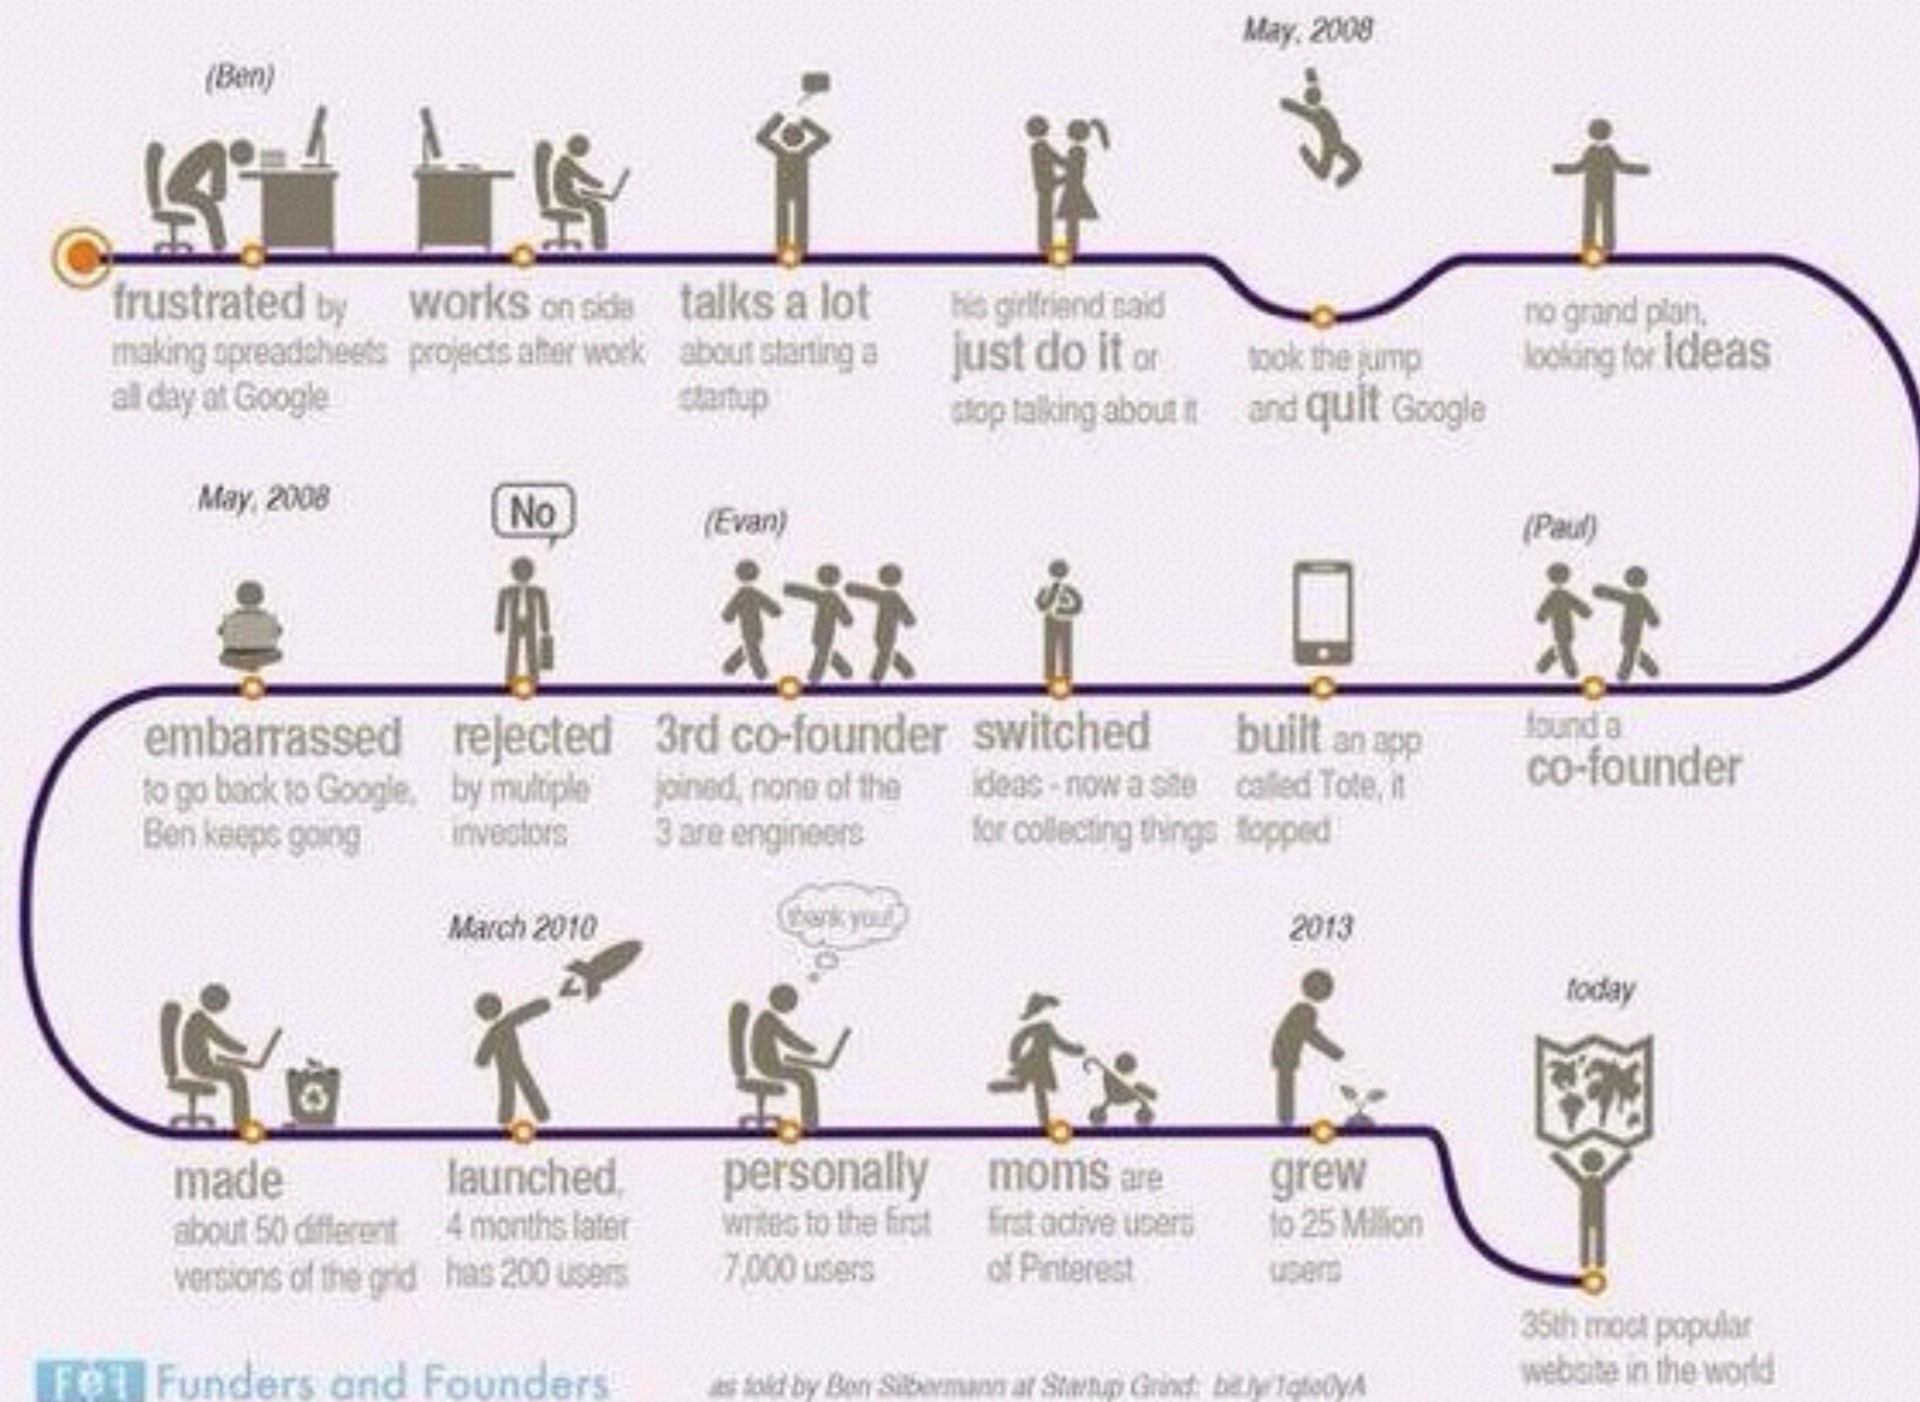 (Ben)
frustrated by
making spreadsheets
all day at Google
works on side
projects after work
talks a lot
about starting a
startup
his girlfriend said
just do it or
stop talking about it
May, 2008
took the jump
and quit Google
no grand plan,
looking for ideas
(Paul)
found a
co-founder
built an app
called Tote, it
flopped
switched
ideas - now a site
for collecting things
(Evan)
3rd co-founder
joined, none of the
3 are engineers
No
rejected
by multiple
investors
May, 2008
embarrassed
to go back to Google,
Ben keeps going
made
about 50 different
versions of the grid
March 2010
launched,
4 months later
has 200 users
thank you!
personally
writes to the first
7,000 users
moms are
first active users
of Pinterest
2013
grew
to 25 Million
users
today
35th most popular
website in the world
Funders and Founders
as told by Ben Silbermann at Startup Grind: bit.ly/1qte0yA